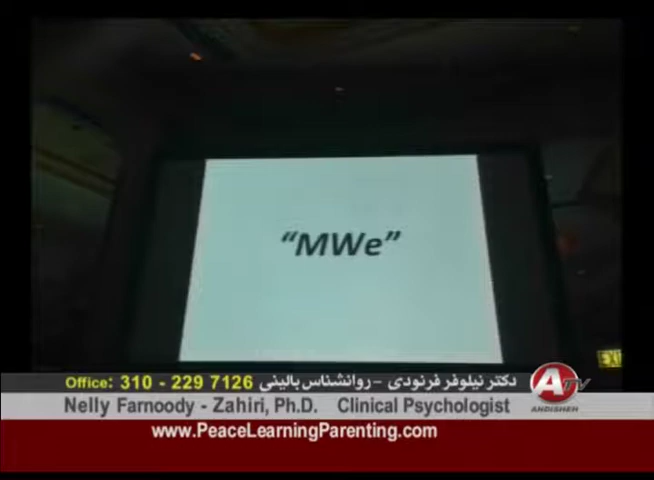 “MWe”
EXI
Office: 310 - 229 7126 دکتر نیلوفر فرنودی - روانشناس بالینی
ATV
ANDISHEH
Nelly Farnoody - Zahiri, Ph.D. Clinical Psychologist
www.PeaceLearningParenting.com